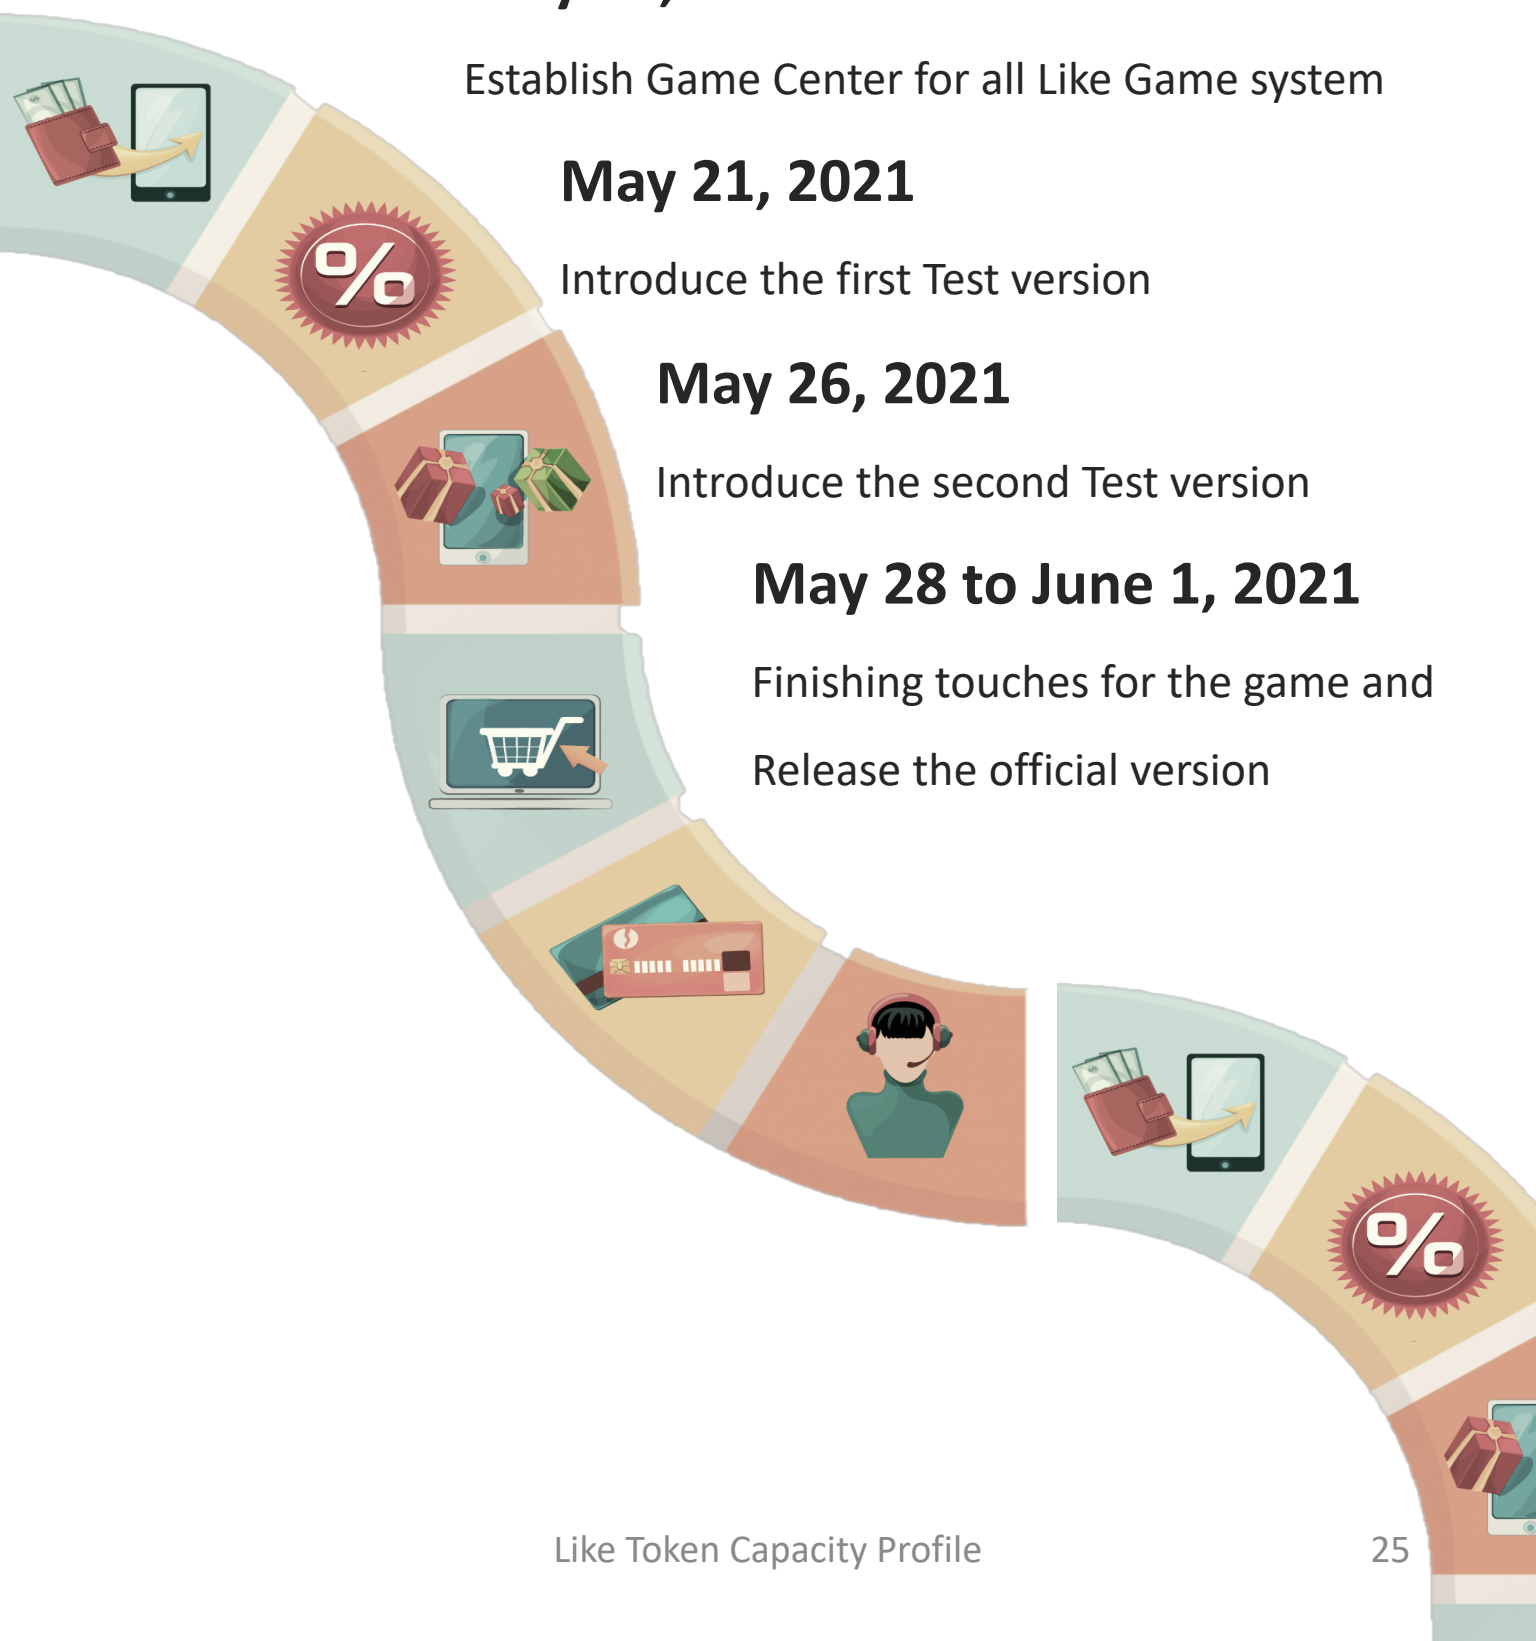 Establish Game Center for all Like Game system
May 21, 2021
Introduce the first Test version
May 26, 2021
Introduce the second Test version
May 28 to June 1, 2021
Finishing touches for the game and
Release the official version
%
%
Like Token Capacity Profile
25